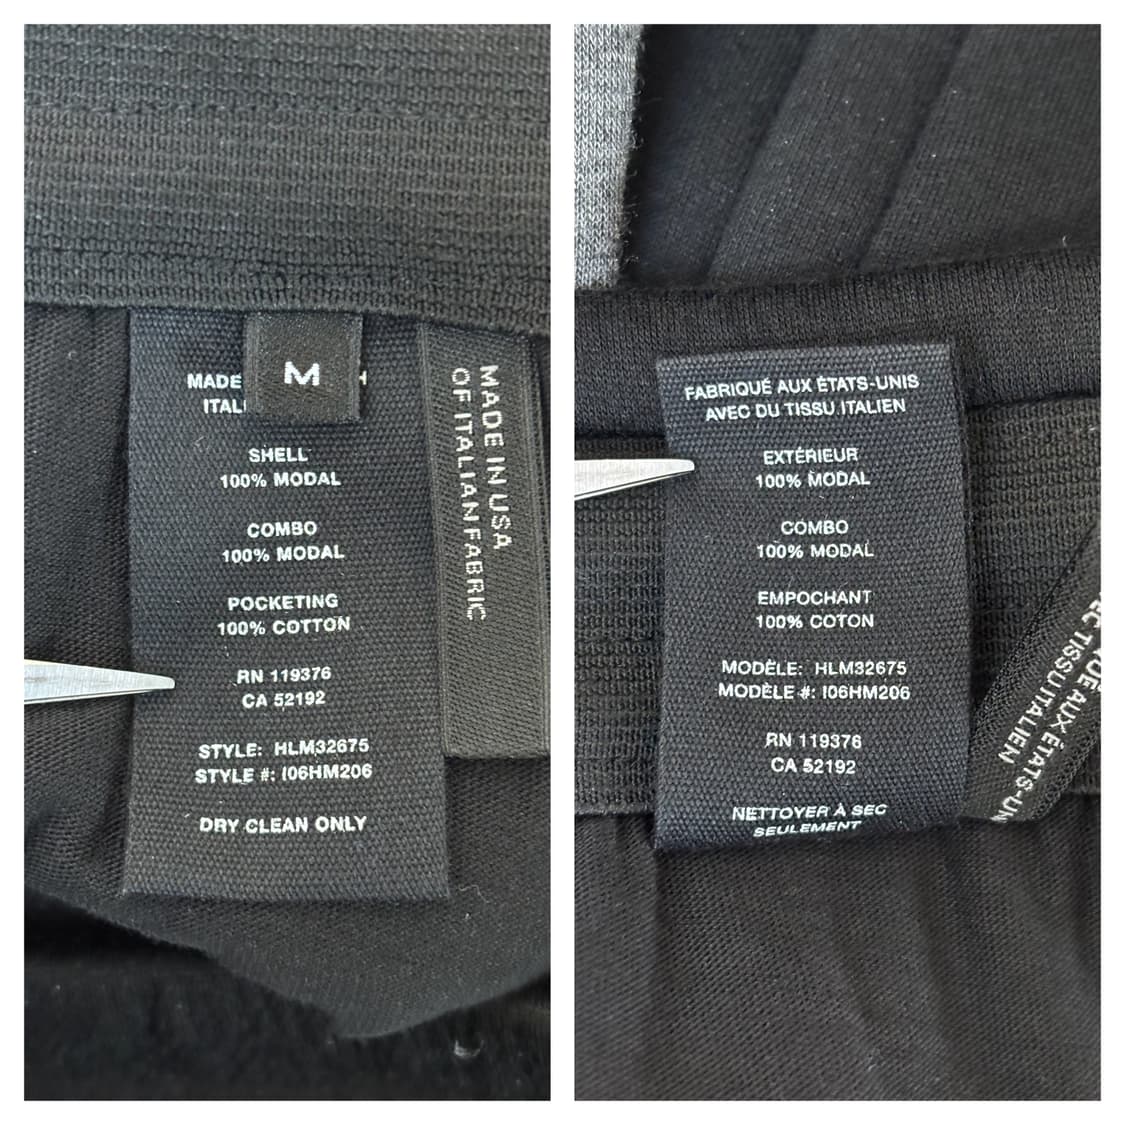 M
MADE H
ITALI
SHELL
100% MODAL
COMBO
100% MODAL
POCKETING
100% COTTON
RN 119376
CA 52192
STYLE: HLM32675
STYLE #: I06HM206
DRY CLEAN ONLY
MADE IN USA
OF ITALIAN FABRIC
FABRIQUÉ AUX ÉTATS-UNIS
AVEC DU TISSU ITALIEN
EXTÉRIEUR
100% MODAL
COMBO
100% MODAL
EMPOCHANT
100% COTON
MODÈLE: HLM32675
MODÈLE #: I06HM206
RN 119376
CA 52192
NETTOYER À SEC
SEULEMENT
AUX ÉTATS-UN
TISSU ITALIEN